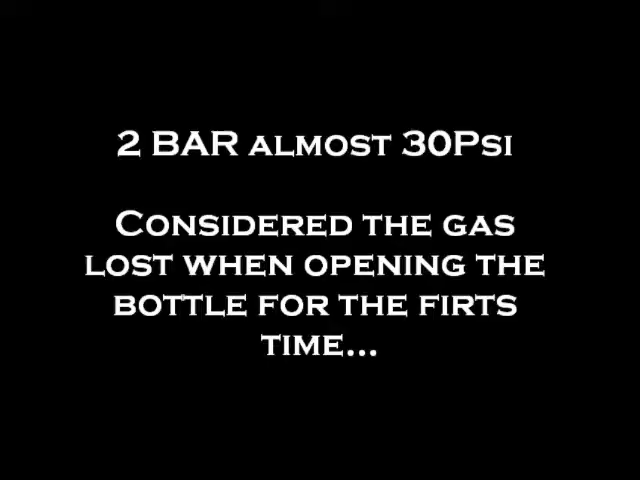 2 BAR almost 30Psi
Considered the gas
lost when opening the
bottle for the firts
time...